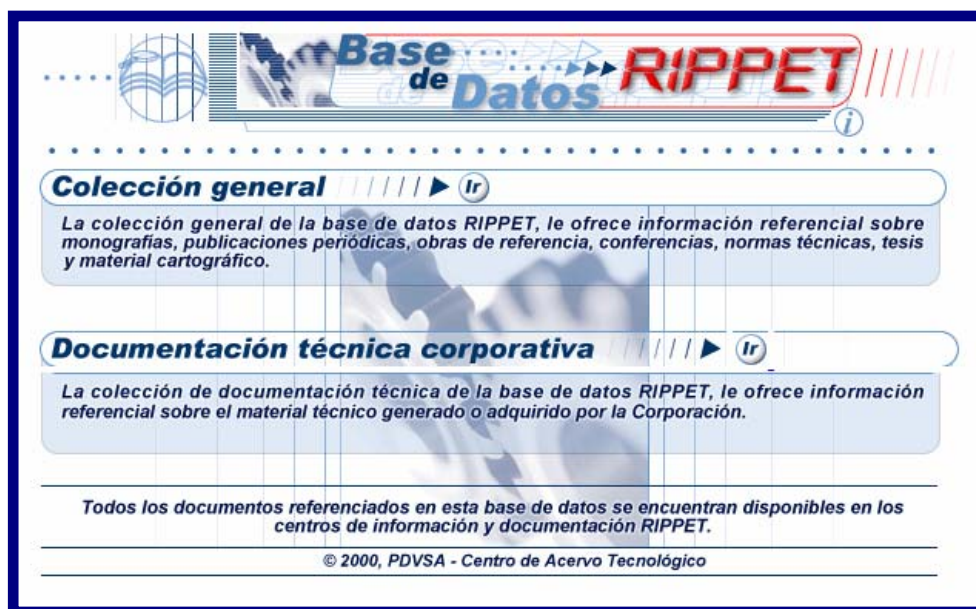 Base
de
Datos
RIPPET
i
Colección general
Ir
La colección general de la base de datos RIPPET, le ofrece información referencial sobre
monografías, publicaciones periódicas, obras de referencia, conferencias, normas técnicas, tesis
y material cartográfico.
Documentación técnica corporativa
Ir
La colección de documentación técnica de la base de datos RIPPET, le ofrece información
referencial sobre el material técnico generado o adquirido por la Corporación.
Todos los documentos referenciados en esta base de datos se encuentran disponibles en los
centros de información y documentación RIPPET.
© 2000, PDVSA - Centro de Acervo Tecnológico